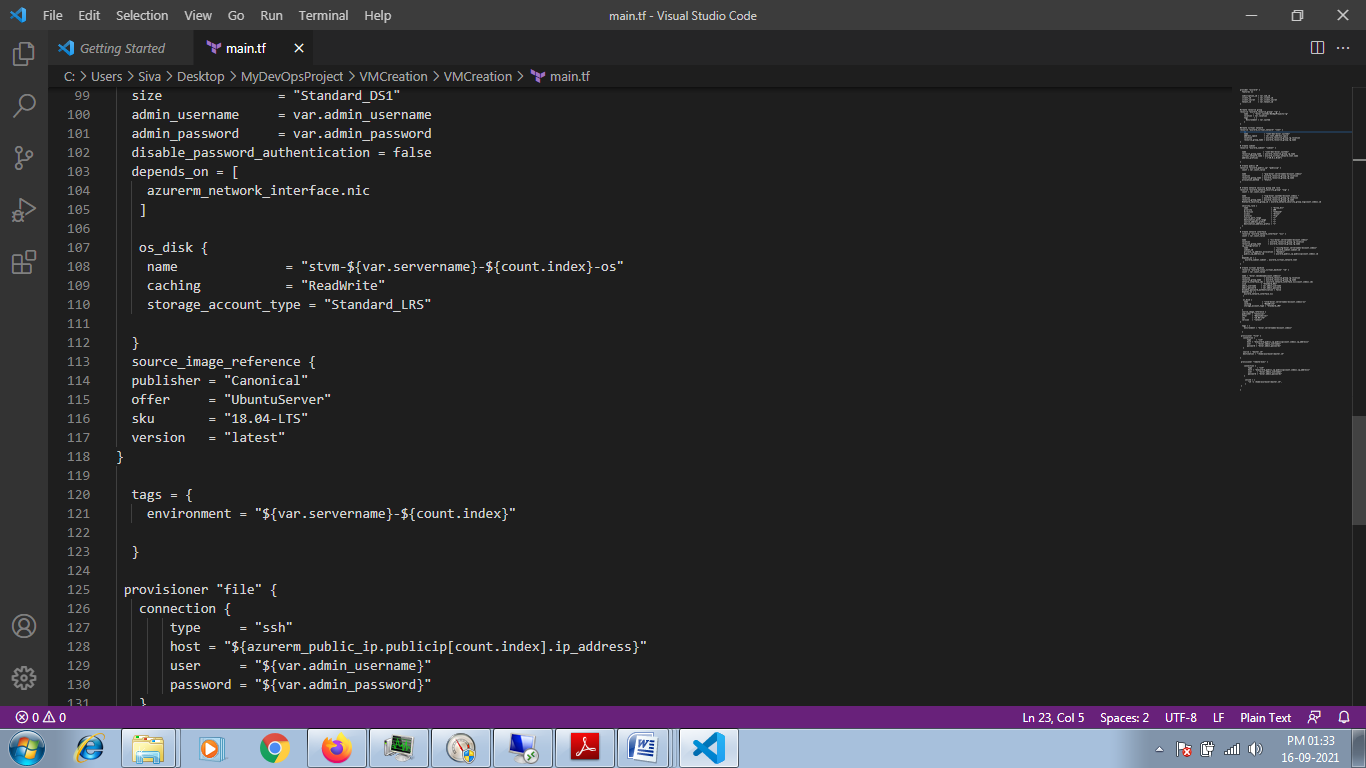 File Edit Selection View Go Run Terminal Help main.tf - Visual Studio Code
Getting Started main.tf
C: > Users > Siva > Desktop > MyDevOpsProject > VMCreation > VMCreation > main.tf
99 size = "Standard_DS1"
100 admin_username = var.admin_username
101 admin_password = var.admin_password
102 disable_password_authentication = false
103 depends_on = [
104 azurerm_network_interface.nic
105 ]
106
107 os_disk {
108 name = "stvm-${var.servername}-${count.index}-os"
109 caching = "ReadWrite"
110 storage_account_type = "Standard_LRS"
111
112 }
113 source_image_reference {
114 publisher = "Canonical"
115 offer = "UbuntuServer"
116 sku = "18.04-LTS"
117 version = "latest"
118 }
119
120 tags = {
121 environment = "${var.servername}-${count.index}"
122
123 }
124
125 provisioner "file" {
126 connection {
127 type = "ssh"
128 host = "${azurerm_public_ip.publicip[count.index].ip_address}"
129 user = "${var.admin_username}"
130 password = "${var.admin_password}"
131 }
0 0 Ln 23, Col 5 Spaces: 2 UTF-8 LF Plain Text
PM 01:33
16-09-2021